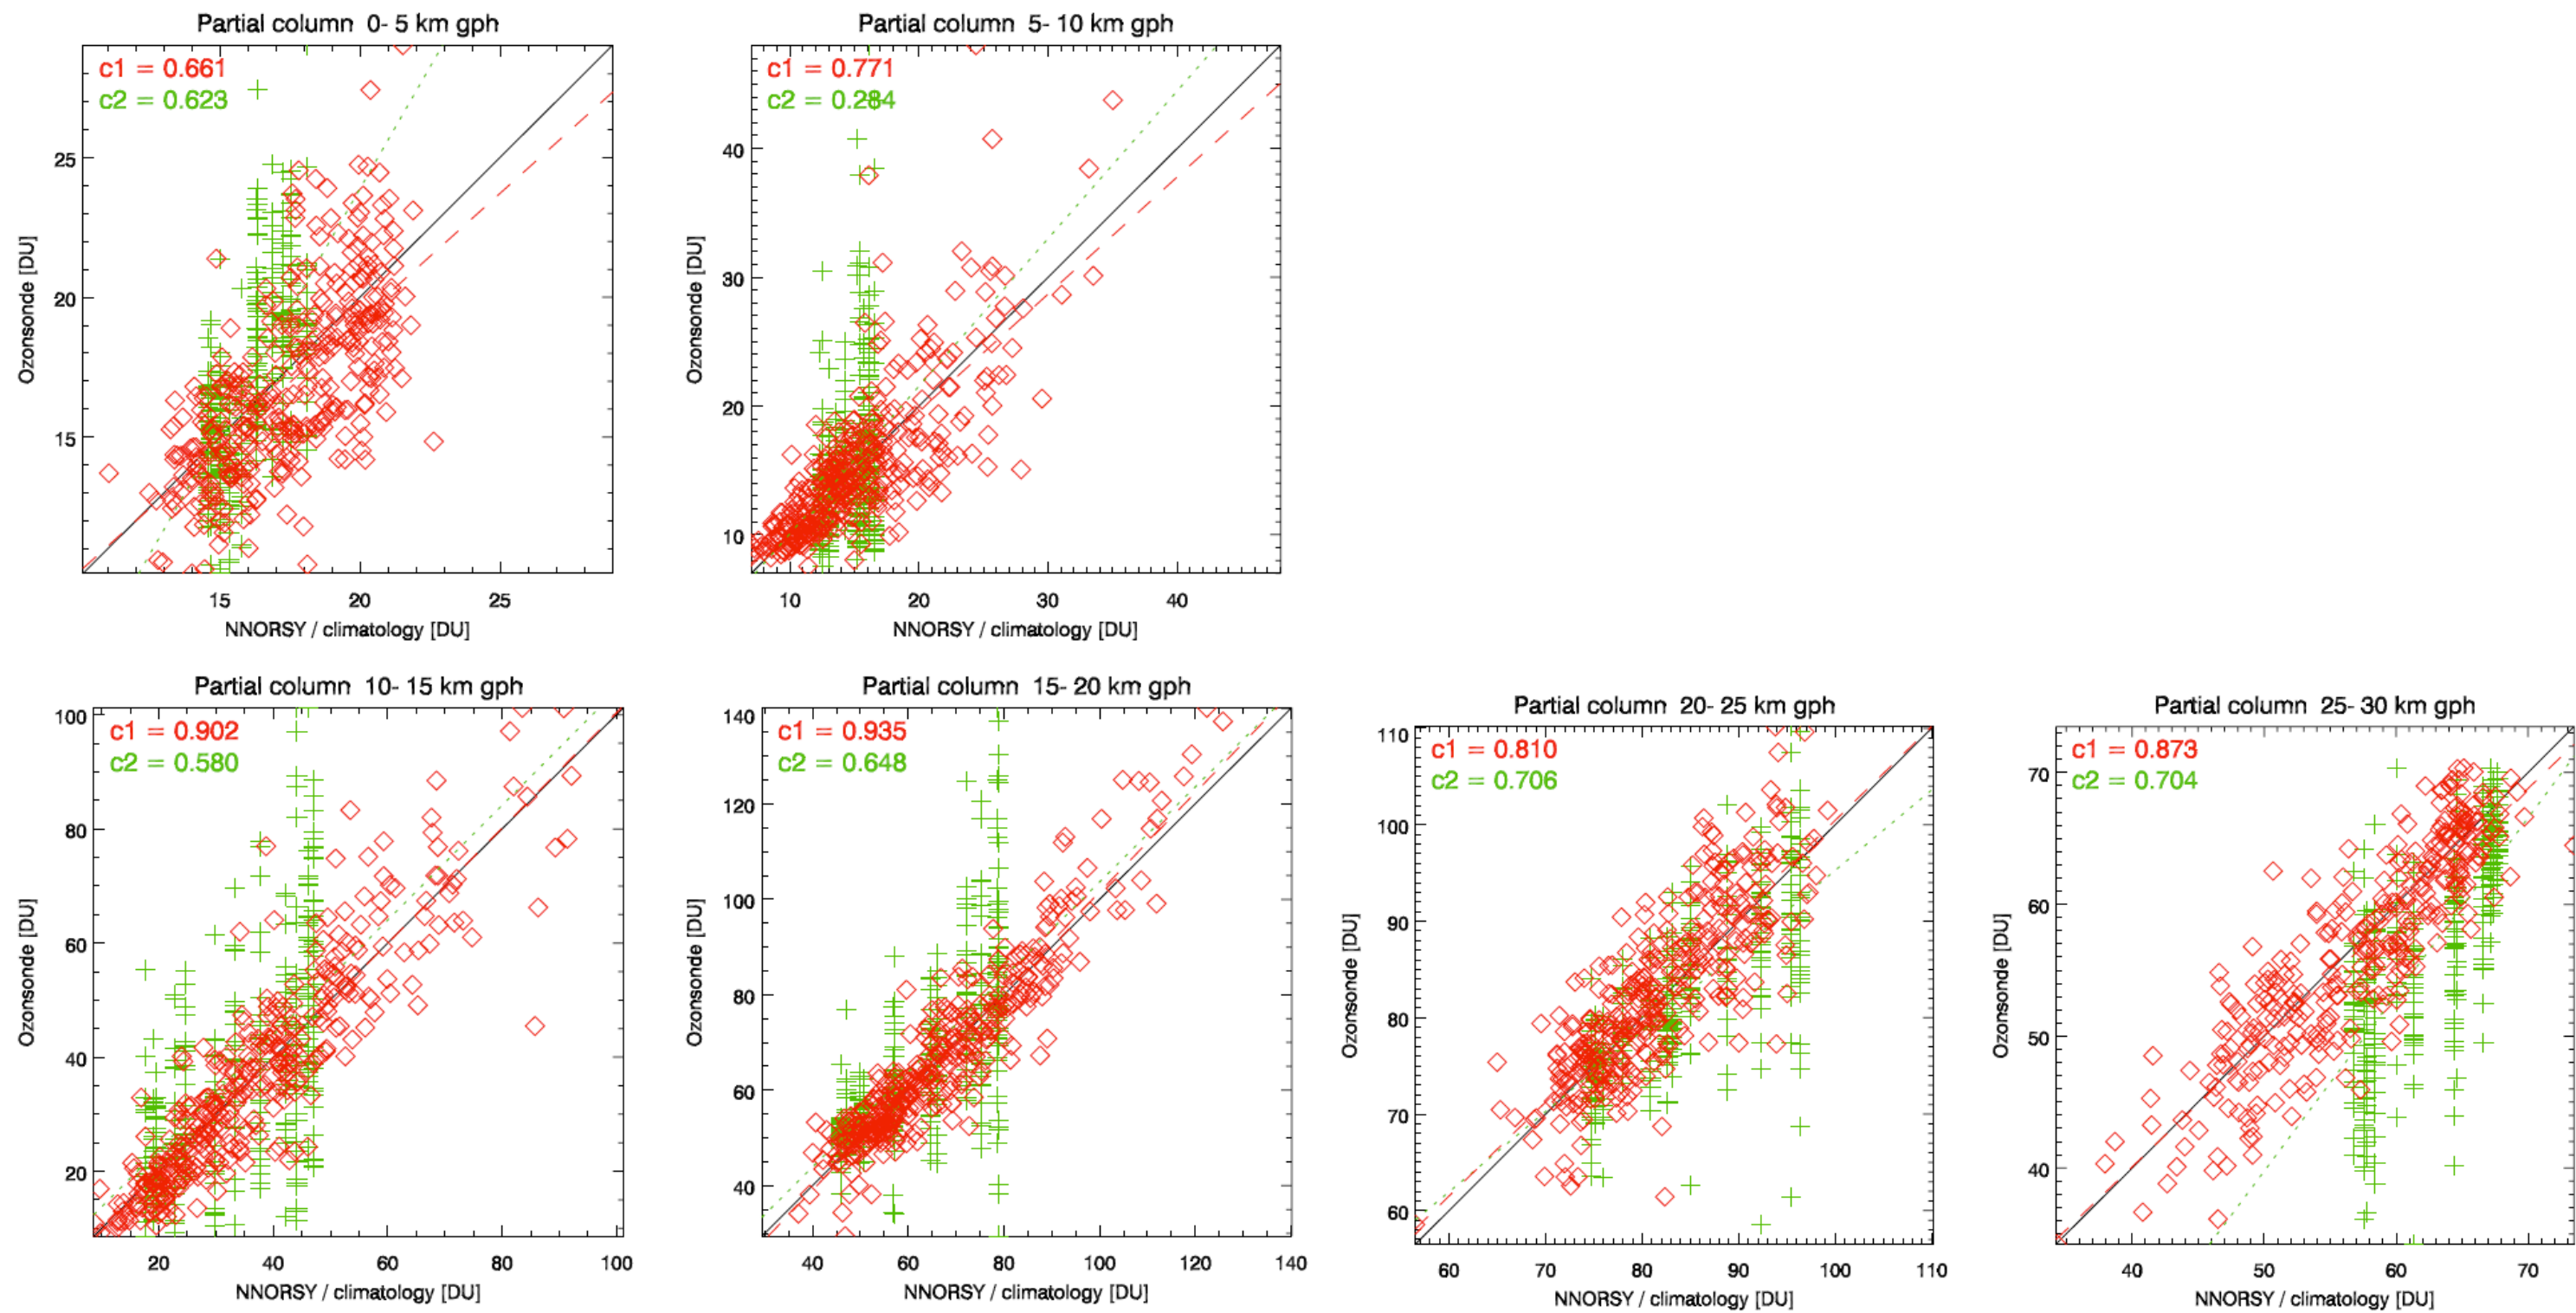 Partial column 0- 5 km gph
c1 = 0.661
c2 = 0.623
25
20
15
Ozonsonde [DU]
15 20 25
NNORSY / climatology [DU]
Partial column 5- 10 km gph
c1 = 0.771
c2 = 0.284
40
30
20
10
Ozonsonde [DU]
10 20 30 40
NNORSY / climatology [DU]
Partial column 10- 15 km gph
c1 = 0.902
c2 = 0.580
100
80
60
40
20
Ozonsonde [DU]
20 40 60 80 100
NNORSY / climatology [DU]
Partial column 15- 20 km gph
c1 = 0.935
c2 = 0.648
140
120
100
80
60
40
Ozonsonde [DU]
40 60 80 100 120 140
NNORSY / climatology [DU]
Partial column 20- 25 km gph
c1 = 0.810
c2 = 0.706
110
100
90
80
70
60
Ozonsonde [DU]
60 70 80 90 100 110
NNORSY / climatology [DU]
Partial column 25- 30 km gph
c1 = 0.873
c2 = 0.704
70
60
50
40
Ozonsonde [DU]
40 50 60 70
NNORSY / climatology [DU]